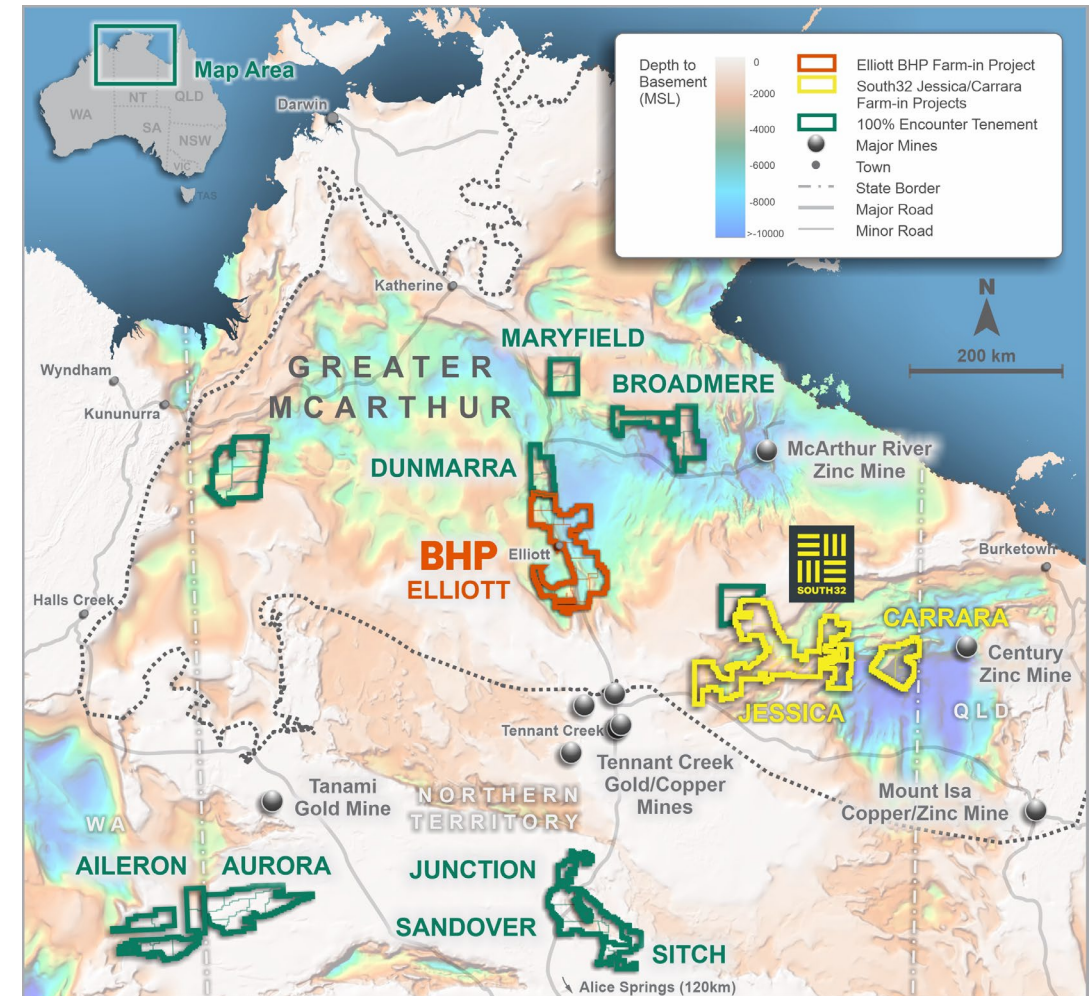 Map Area
NT
QLD
WA
SA
NSW
VIC
TAS
Darwin
Depth to
Basement
(MSL)
0
-2000
-4000
-6000
-8000
>-10000
Elliott BHP Farm-in Project
South32 Jessica/Carrara
Farm-in Projects
100% Encounter Tenement
Major Mines
Town
State Border
Major Road
Minor Road
N
200 km
Katherine
Wyndham
Kununurra
GREATER
MCARTHUR
MARYFIELD
BROADMERE
DUNMARRA
McArthur River
Zinc Mine
BHP
ELLIOTT
Elliott
SOUTH32
Burketown
Halls Creek
CARRARA
Century
Zinc Mine
JESSICA
QLD
Tennant Creek
Tennant Creek
Gold/Copper
Mines
Tanami
Gold Mine
NORTHERN
TERRITORY
Mount Isa
Copper/Zinc Mine
WA
AILERON
AURORA
JUNCTION
SANDOVER
SITCH
Alice Springs (120km)